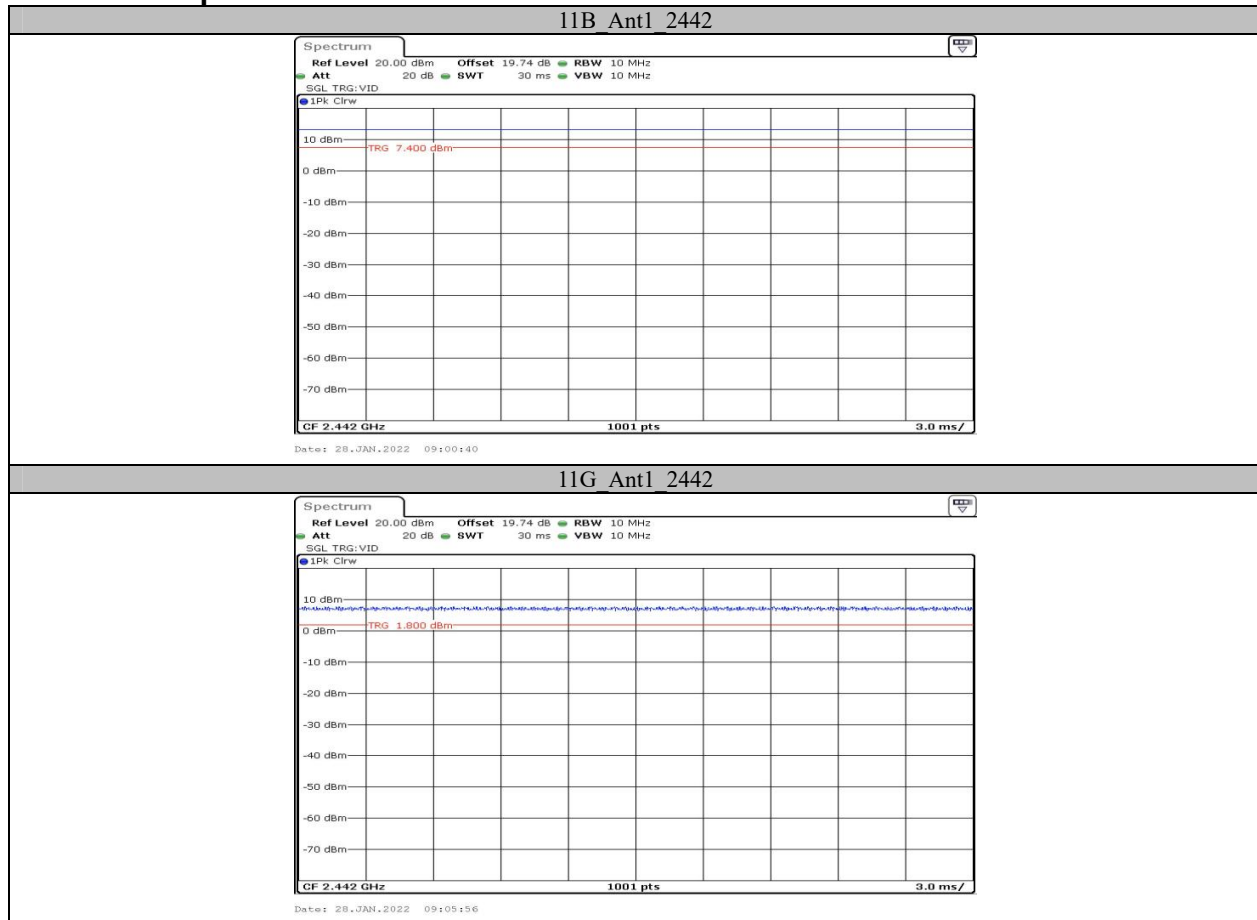 11B_Ant1_2442
Spectrum
Ref Level 20.00 dBm Offset 19.74 dB RBW 10 MHz
Att 20 dB SWT 30 ms VBW 10 MHz
SGL TRG:VID
1Pk Clrw
10 dBm
TRG 7.400 dBm
0 dBm
-10 dBm
-20 dBm
-30 dBm
-40 dBm
-50 dBm
-60 dBm
-70 dBm
CF 2.442 GHz 1001 pts 3.0 ms/
Date: 28.JAN.2022 09:00:40
11G_Ant1_2442
Spectrum
Ref Level 20.00 dBm Offset 19.74 dB RBW 10 MHz
Att 20 dB SWT 30 ms VBW 10 MHz
SGL TRG:VID
1Pk Clrw
10 dBm
TRG 1.800 dBm
0 dBm
-10 dBm
-20 dBm
-30 dBm
-40 dBm
-50 dBm
-60 dBm
-70 dBm
CF 2.442 GHz 1001 pts 3.0 ms/
Date: 28.JAN.2022 09:05:56